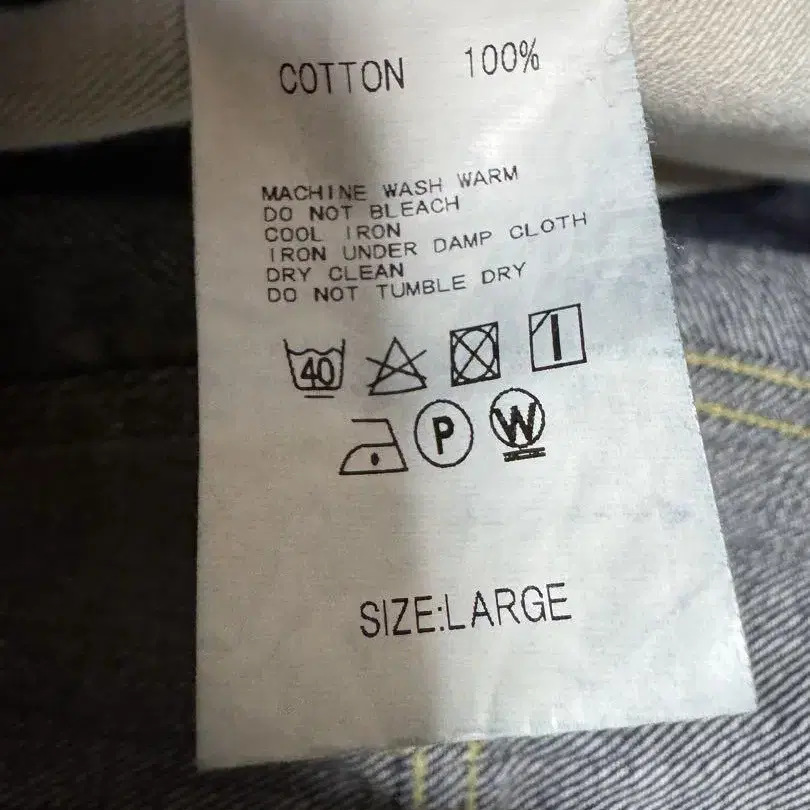 COTTON 100%
MACHINE WASH WARM
DO NOT BLEACH
COOL IRON
IRON UNDER DAMP CLOTH
DRY CLEAN
DO NOT TUMBLE DRY
40
P W
SIZE:LARGE